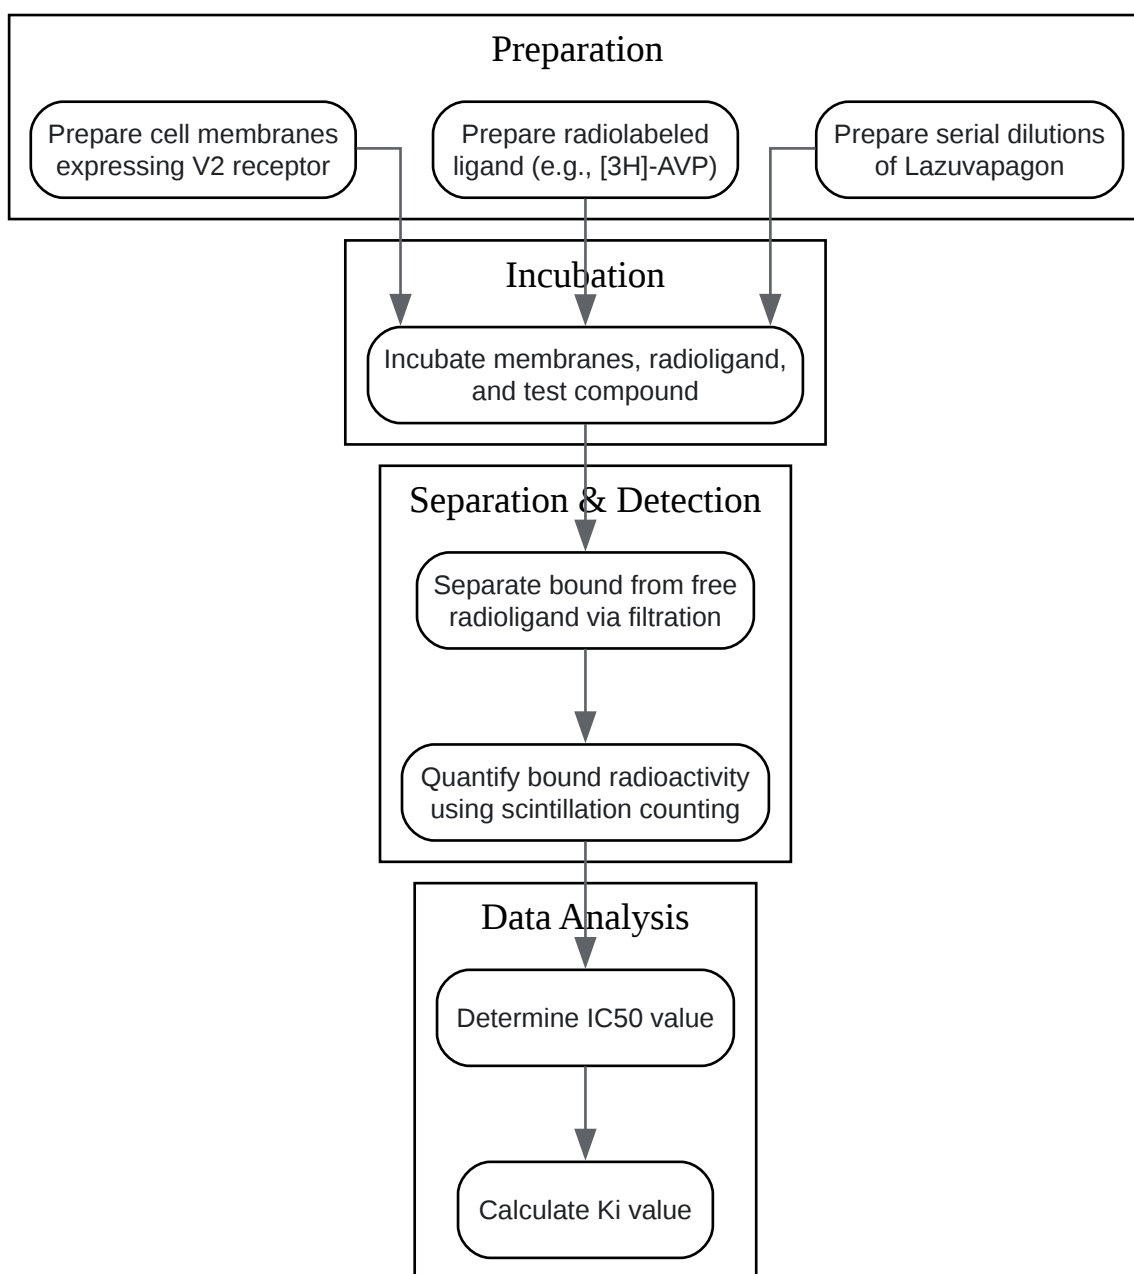 Preparation
Prepare cell membranes
expressing V2 receptor
Prepare radiolabeled
ligand (e.g., [3H]-AVP)
Prepare serial dilutions
of Lazuvapagon
Incubation
Incubate membranes, radioligand,
and test compound
Separation & Detection
Separate bound from free
radioligand via filtration
Quantify bound radioactivity
using scintillation counting
Data Analysis
Determine IC50 value
Calculate Ki value